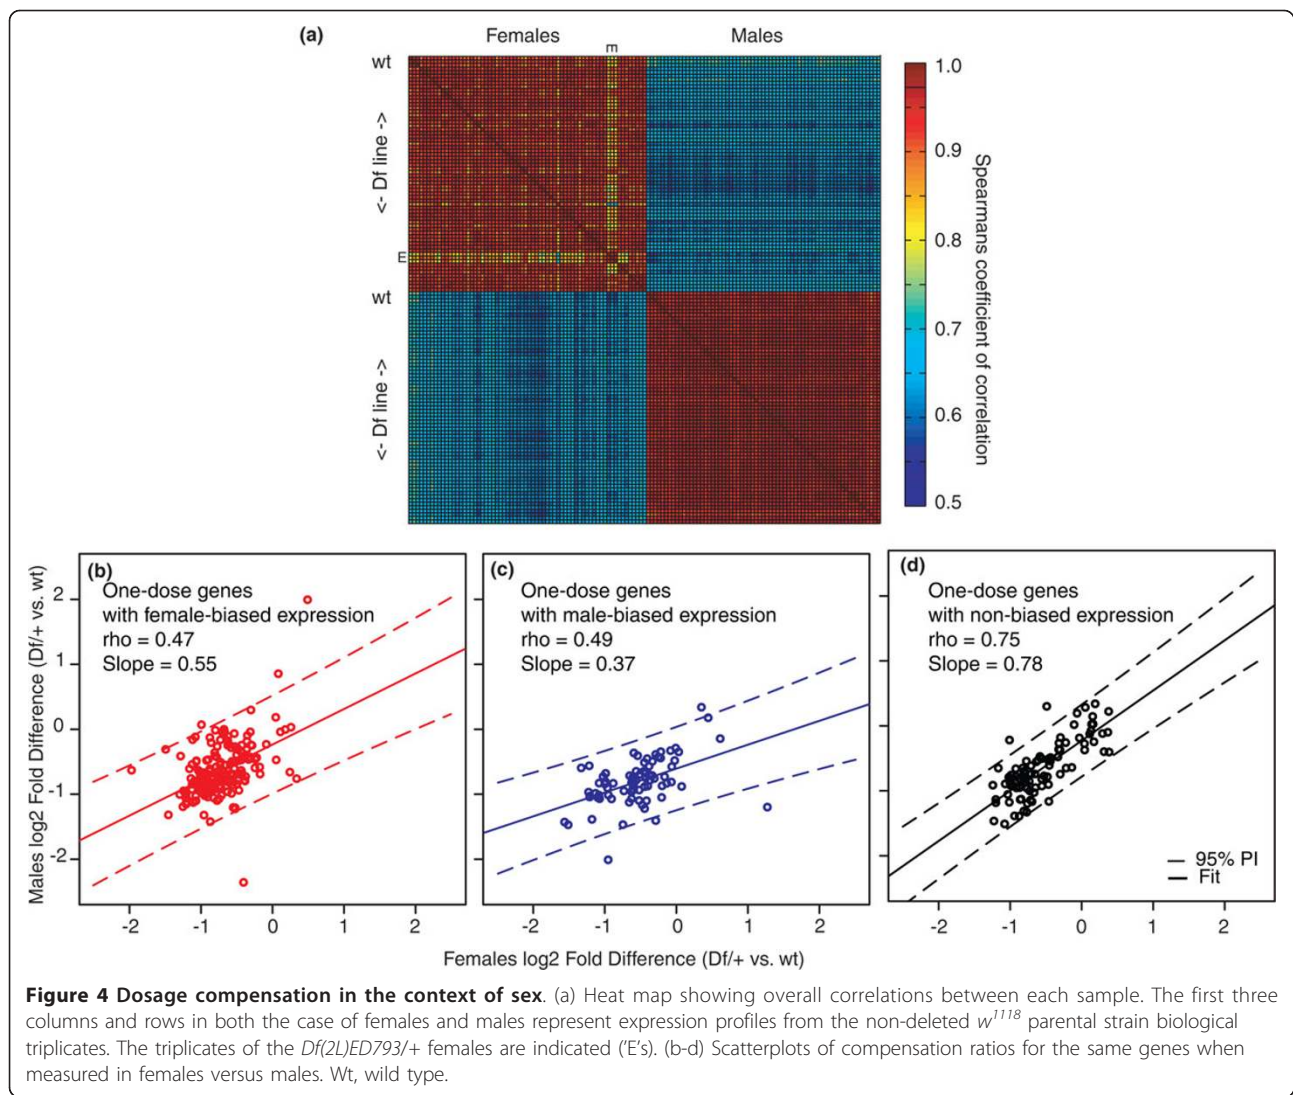 (a)
Females
Males
E
wt
<- Df line ->
E
wt
<- Df line ->
1.0
0.9
0.8
0.7
0.6
0.5
Spearmans coefficient of correlation
Males log2 Fold Difference (Df/+ vs. wt)
2
1
0
-1
-2
(b)
One-dose genes
with female-biased expression
rho = 0.47
Slope = 0.55
-2 -1 0 1 2
(c)
One-dose genes
with male-biased expression
rho = 0.49
Slope = 0.37
-2 -1 0 1 2
(d)
One-dose genes
with non-biased expression
rho = 0.75
Slope = 0.78
95% PI
Fit
-2 -1 0 1 2
Females log2 Fold Difference (Df/+ vs. wt)
Figure 4 Dosage compensation in the context of sex. (a) Heat map showing overall correlations between each sample. The first three
columns and rows in both the case of females and males represent expression profiles from the non-deleted w1118 parental strain biological
triplicates. The triplicates of the Df(2L)ED793/+ females are indicated ('E's). (b-d) Scatterplots of compensation ratios for the same genes when
measured in females versus males. Wt, wild type.